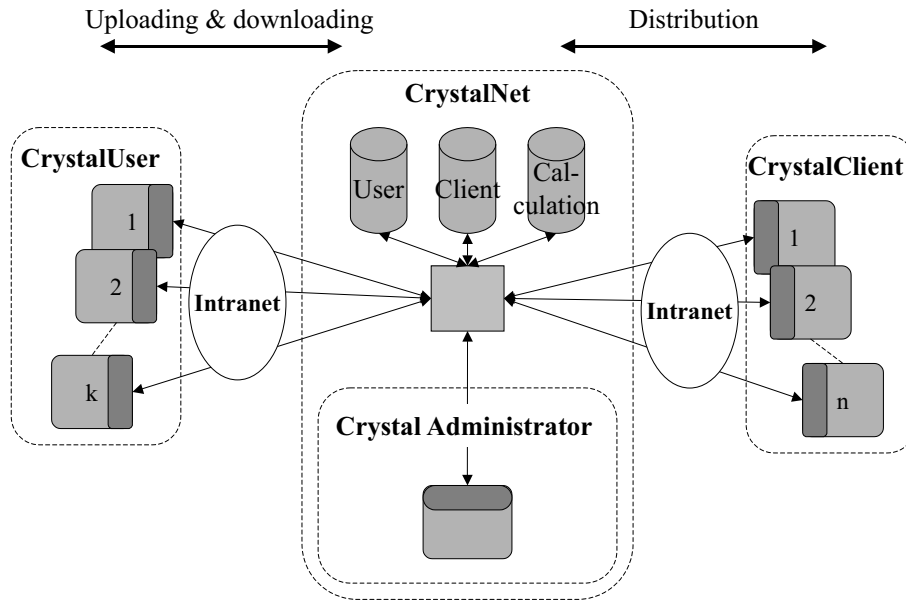 Uploading & downloading
Distribution
CrystalNet
CrystalUser
CrystalClient
User
Client
Cal-
culation
1
2
k
Intranet
Intranet
1
2
n
Crystal Administrator